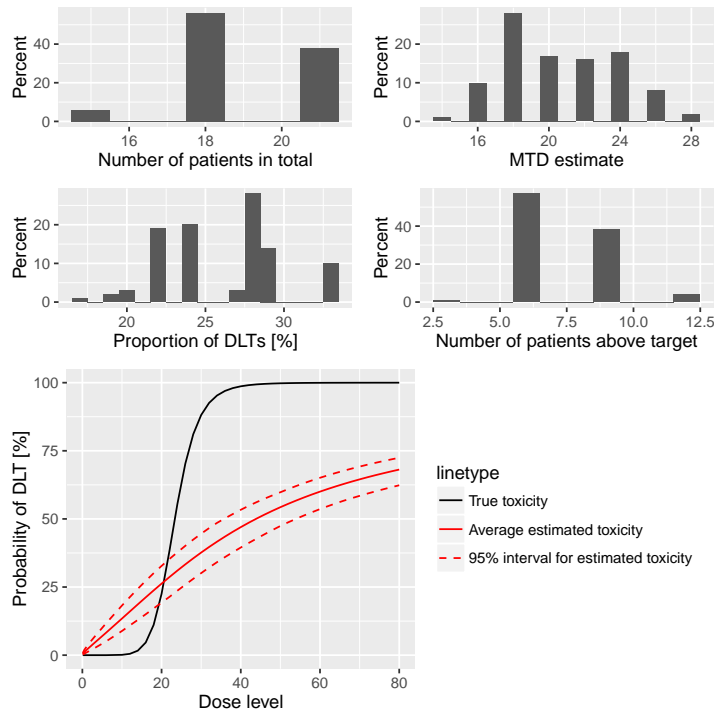 Percent
40
20
0
16
18
20
Number of patients in total
Percent
20
10
0
16
20
24
28
MTD estimate
Percent
20
10
0
20
25
30
Proportion of DLTs [%]
Percent
40
20
0
2.5
5.0
7.5
10.0
12.5
Number of patients above target
Probability of DLT [%]
100
75
50
25
0
0
20
40
60
80
Dose level
linetype
True toxicity
Average estimated toxicity
95% interval for estimated toxicity